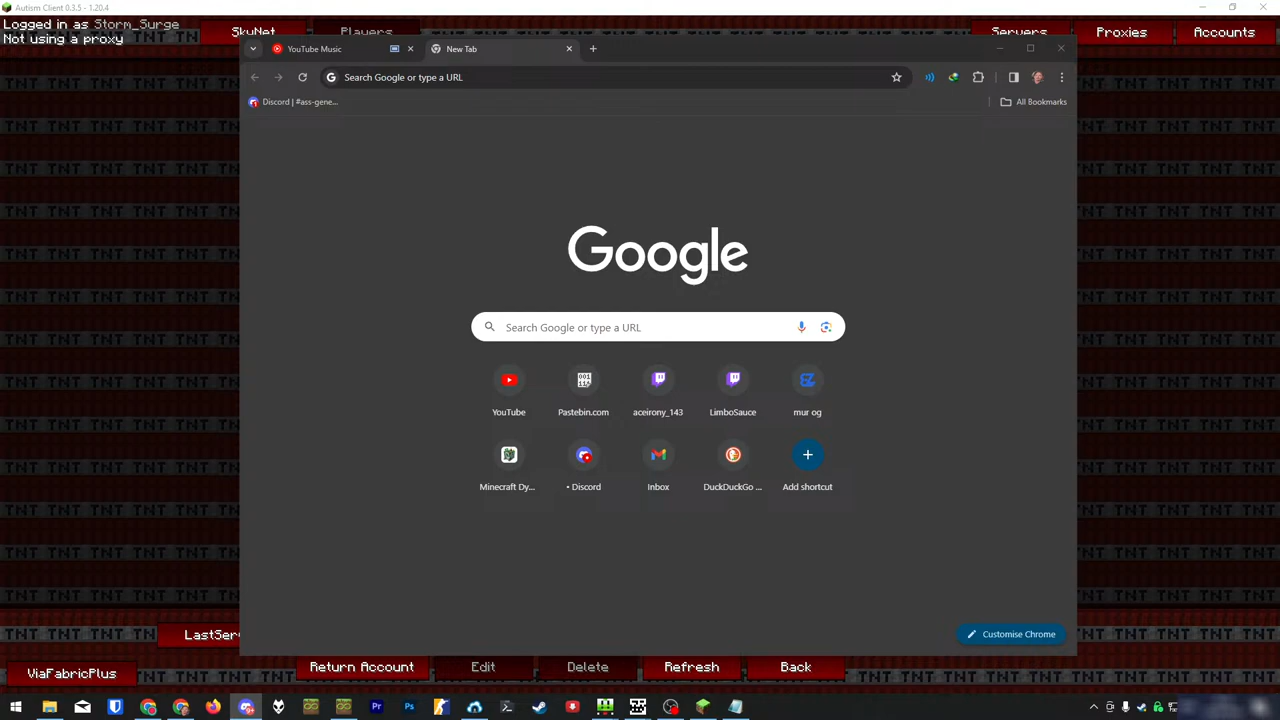 Autism Client 0.3.5 - 1.20.4
Logged in as Storm_Surge
Not using a proxy
SkyNet
Players
Servers
Proxies
Accounts
YouTube Music
New Tab
Search Google or type a URL
Discord | #ass-gene...
All Bookmarks
Google
Search Google or type a URL
YouTube
Pastebin.com
aceirony_143
LimboSauce
mur og
Minecraft Dy...
• Discord
Inbox
DuckDuckGo ...
Add shortcut
Customise Chrome
LastSer
ViaFabricPlus
Return Account
Edit
Delete
Refresh
Back